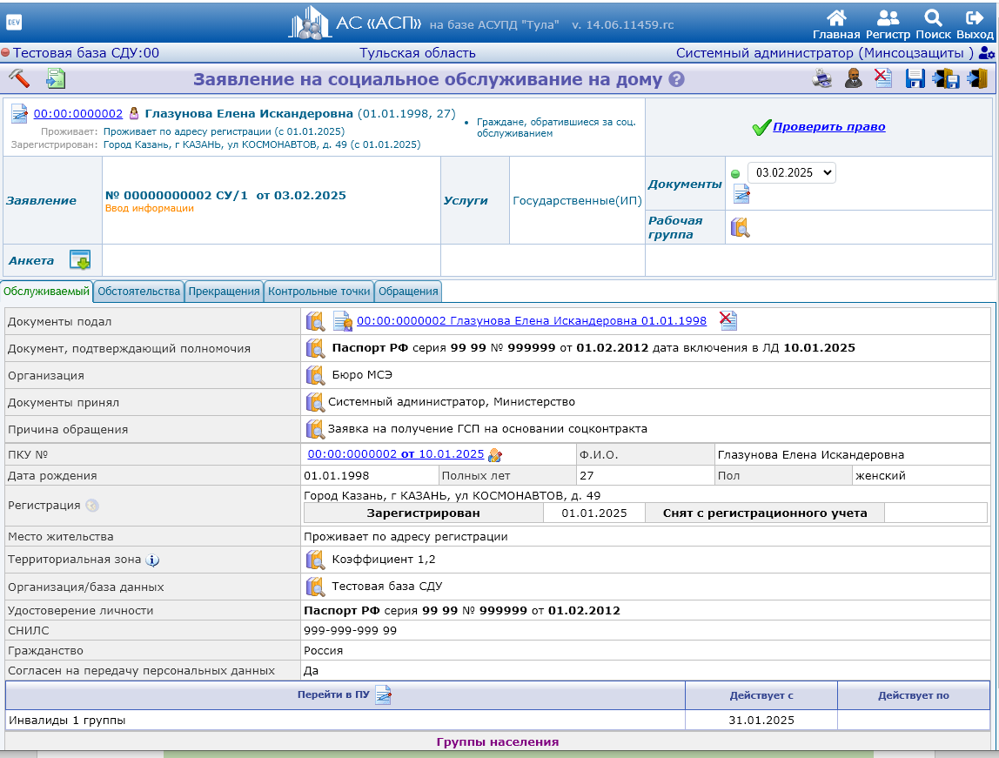 DEV
АС «АСП» на базе АСУПД "Тула" v. 14.06.11459.rc
Главная Регистр Поиск Выход
Тестовая база СДУ:00 Тульская область Системный администратор (Минсоцзащиты )
Заявление на социальное обслуживание на дому ?
00:00:0000002 Глазунова Елена Искандеровна (01.01.1998, 27)
Проживает: Проживает по адресу регистрации (с 01.01.2025)
Зарегистрирован: Город Казань, г КАЗАНЬ, ул КОСМОНАВТОВ, д. 49 (с 01.01.2025)
• Граждане, обратившиеся за соц.
обслуживанием
Проверить право
Заявление
№ 00000000002 СУ/1 от 03.02.2025
Ввод информации
Услуги
Государственные(ИП)
Документы
03.02.2025
Рабочая
группа
Анкета
Обслуживаемый Обстоятельства Прекращения Контрольные точки Обращения
Документы подал 00:00:0000002 Глазунова Елена Искандеровна 01.01.1998
Документ, подтверждающий полномочия Паспорт РФ серия 99 99 № 999999 от 01.02.2012 дата включения в ЛД 10.01.2025
Организация Бюро МСЭ
Документы принял Системный администратор, Министерство
Причина обращения Заявка на получение ГСП на основании соцконтракта
ПКУ № 00:00:0000002 от 10.01.2025 Ф.И.О. Глазунова Елена Искандеровна
Дата рождения 01.01.1998 Полных лет 27 Пол женский
Регистрация
Город Казань, г КАЗАНЬ, ул КОСМОНАВТОВ, д. 49
Зарегистрирован 01.01.2025 Снят с регистрационного учета
Место жительства Проживает по адресу регистрации
Территориальная зона i Коэффициент 1,2
Организация/база данных Тестовая база СДУ
Удостоверение личности Паспорт РФ серия 99 99 № 999999 от 01.02.2012
СНИЛС 999-999-999 99
Гражданство Россия
Согласен на передачу персональных данных Да
Перейти в ПУ Действует с Действует по
Инвалиды 1 группы 31.01.2025
Группы населения